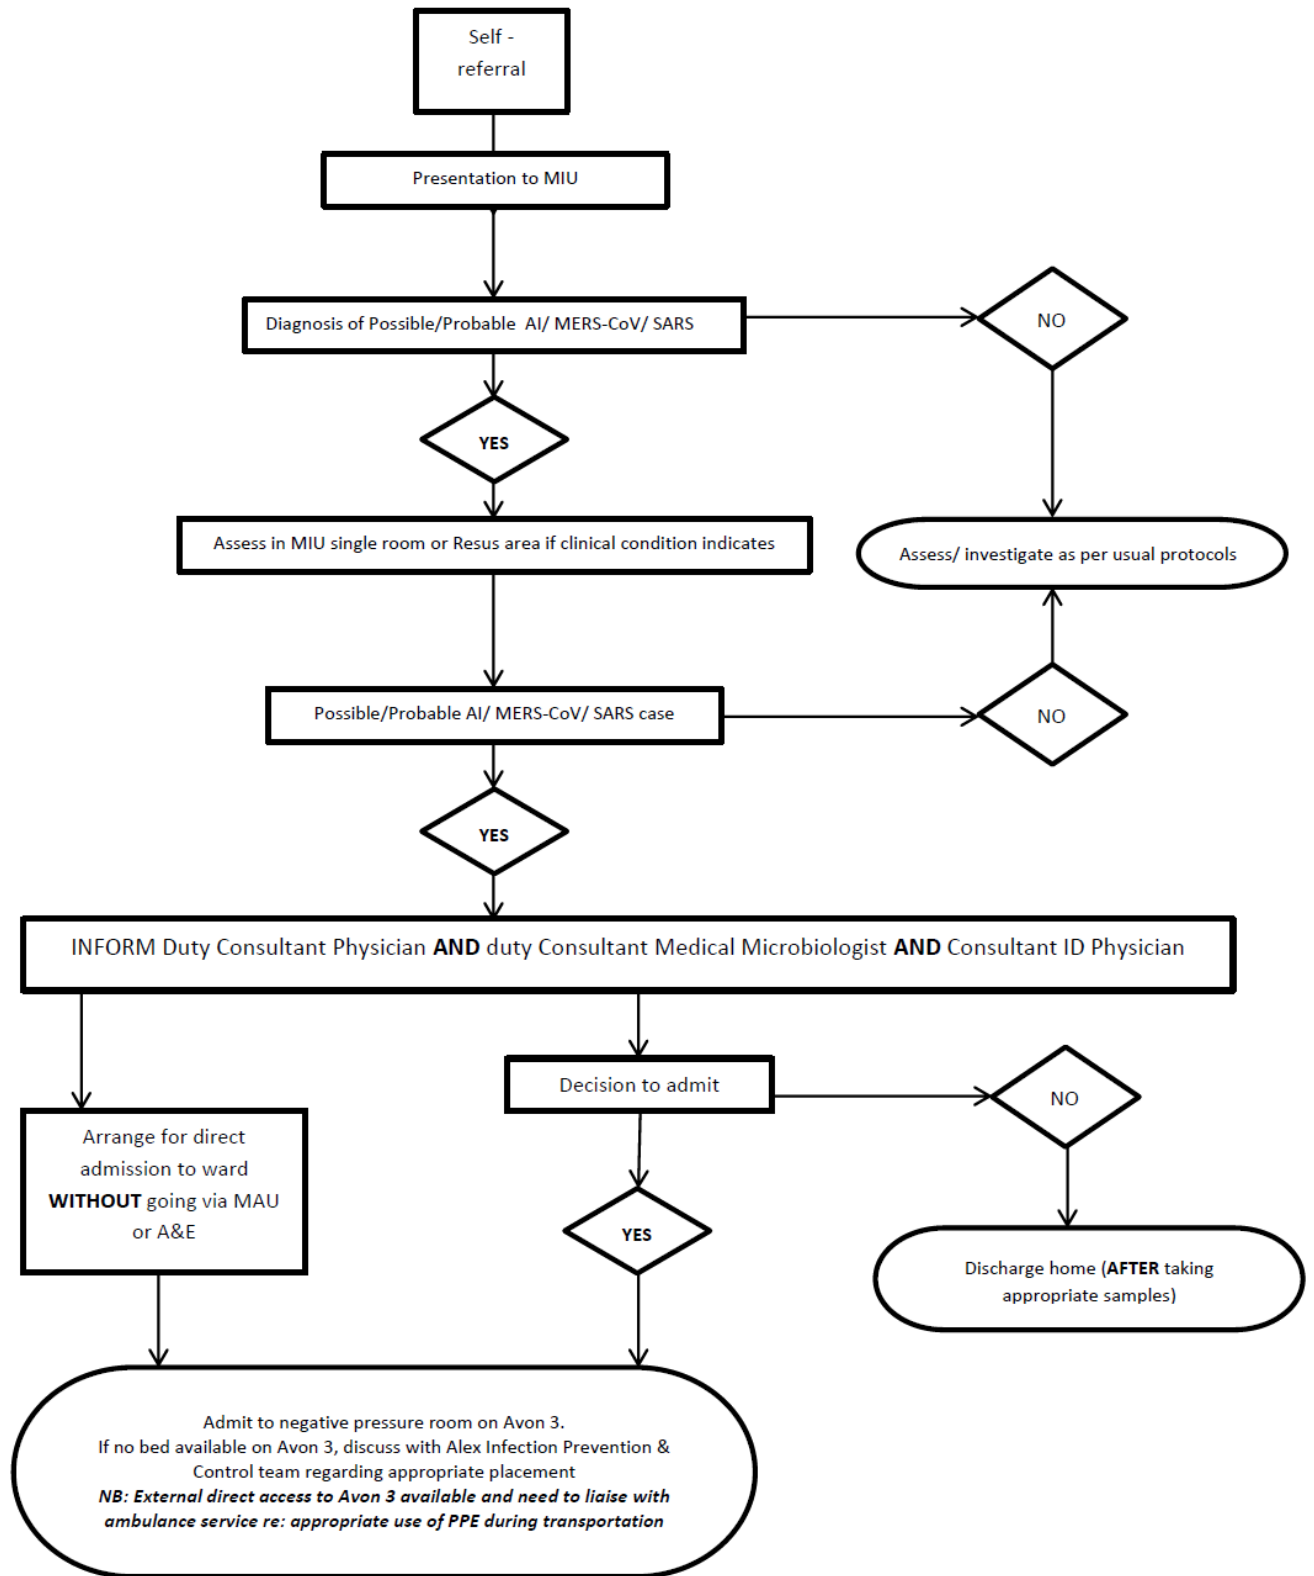 Self -
referral
Presentation to MIU
Diagnosis of Possible/Probable AI/ MERS-CoV/ SARS
NO
YES
Assess in MIU single room or Resus area if clinical condition indicates
Assess/ investigate as per usual protocols
Possible/Probable AI/ MERS-CoV/ SARS case
NO
YES
INFORM Duty Consultant Physician AND duty Consultant Medical Microbiologist AND Consultant ID Physician
Decision to admit
NO
Arrange for direct
admission to ward
WITHOUT going via MAU
or A&E
YES
Discharge home (AFTER taking
appropriate samples)
Admit to negative pressure room on Avon 3.
If no bed available on Avon 3, discuss with Alex Infection Prevention &
Control team regarding appropriate placement
NB: External direct access to Avon 3 available and need to liaise with
ambulance service re: appropriate use of PPE during transportation